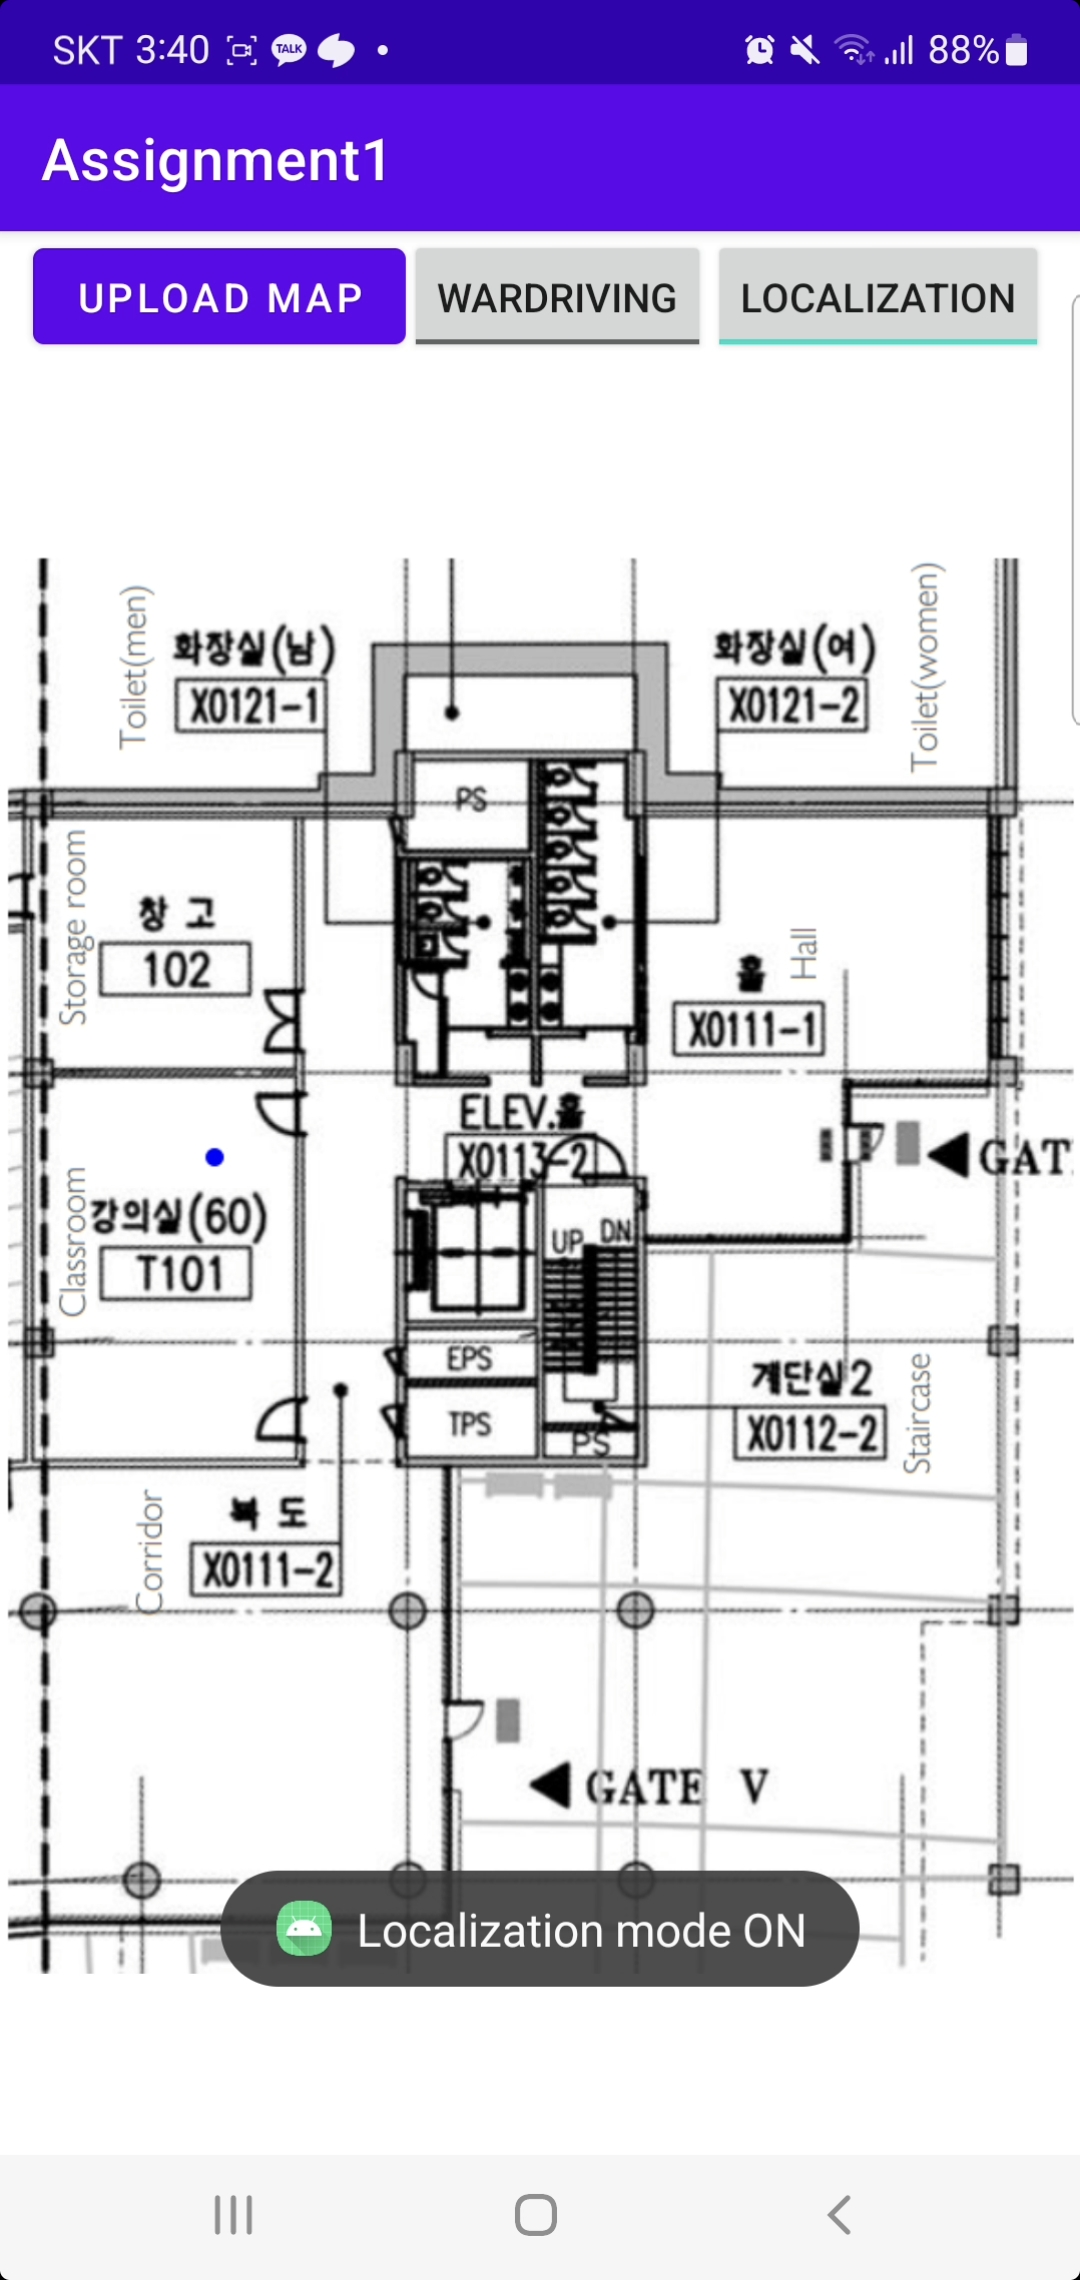 SKT 3:40
TALK
88%
Assignment1
UPLOAD MAP
WARDRIVING
LOCALIZATION
Toilet(men)
화장실(남)
X0121-1
화장실(여)
X0121-2
Toilet(women)
PS
Storage room
창 고
102
홀
Hall
X0111-1
ELEV.홀
X0113-2
GAT
Classroom
강의실(60)
T101
UP
DN
EPS
TPS
PS
계단실2
X0112-2
Staircase
복 도
Corridor
X0111-2
GATE V
Localization mode ON